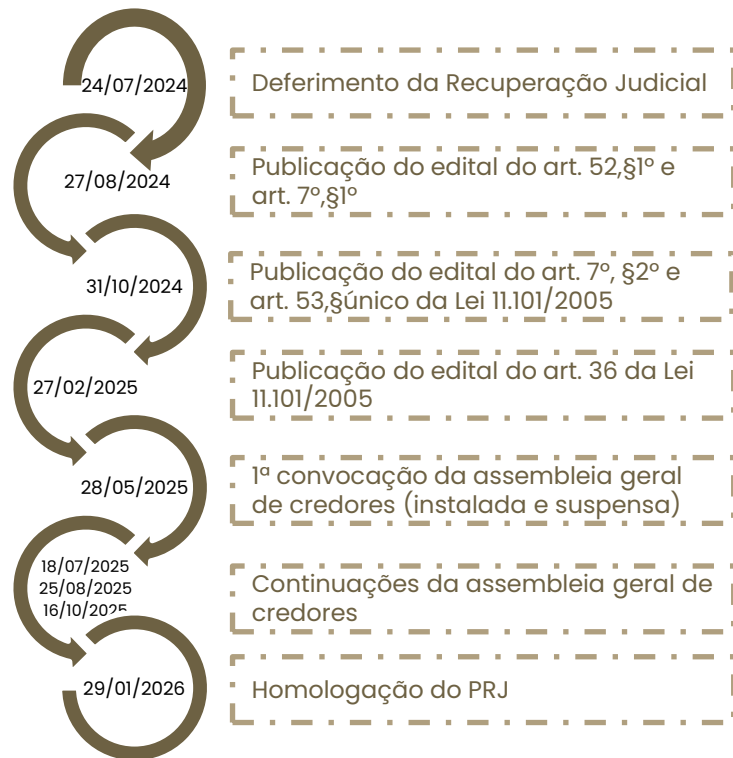 24/07/2024
Deferimento da Recuperação Judicial
27/08/2024
Publicação do edital do art. 52,§1º e
art. 7º,§1º
31/10/2024
Publicação do edital do art. 7º, §2º e
art. 53,§único da Lei 11.101/2005
27/02/2025
Publicação do edital do art. 36 da Lei
11.101/2005
28/05/2025
1ª convocação da assembleia geral
de credores (instalada e suspensa)
18/07/2025
25/08/2025
16/10/2025
Continuações da assembleia geral de
credores
29/01/2026
Homologação do PRJ